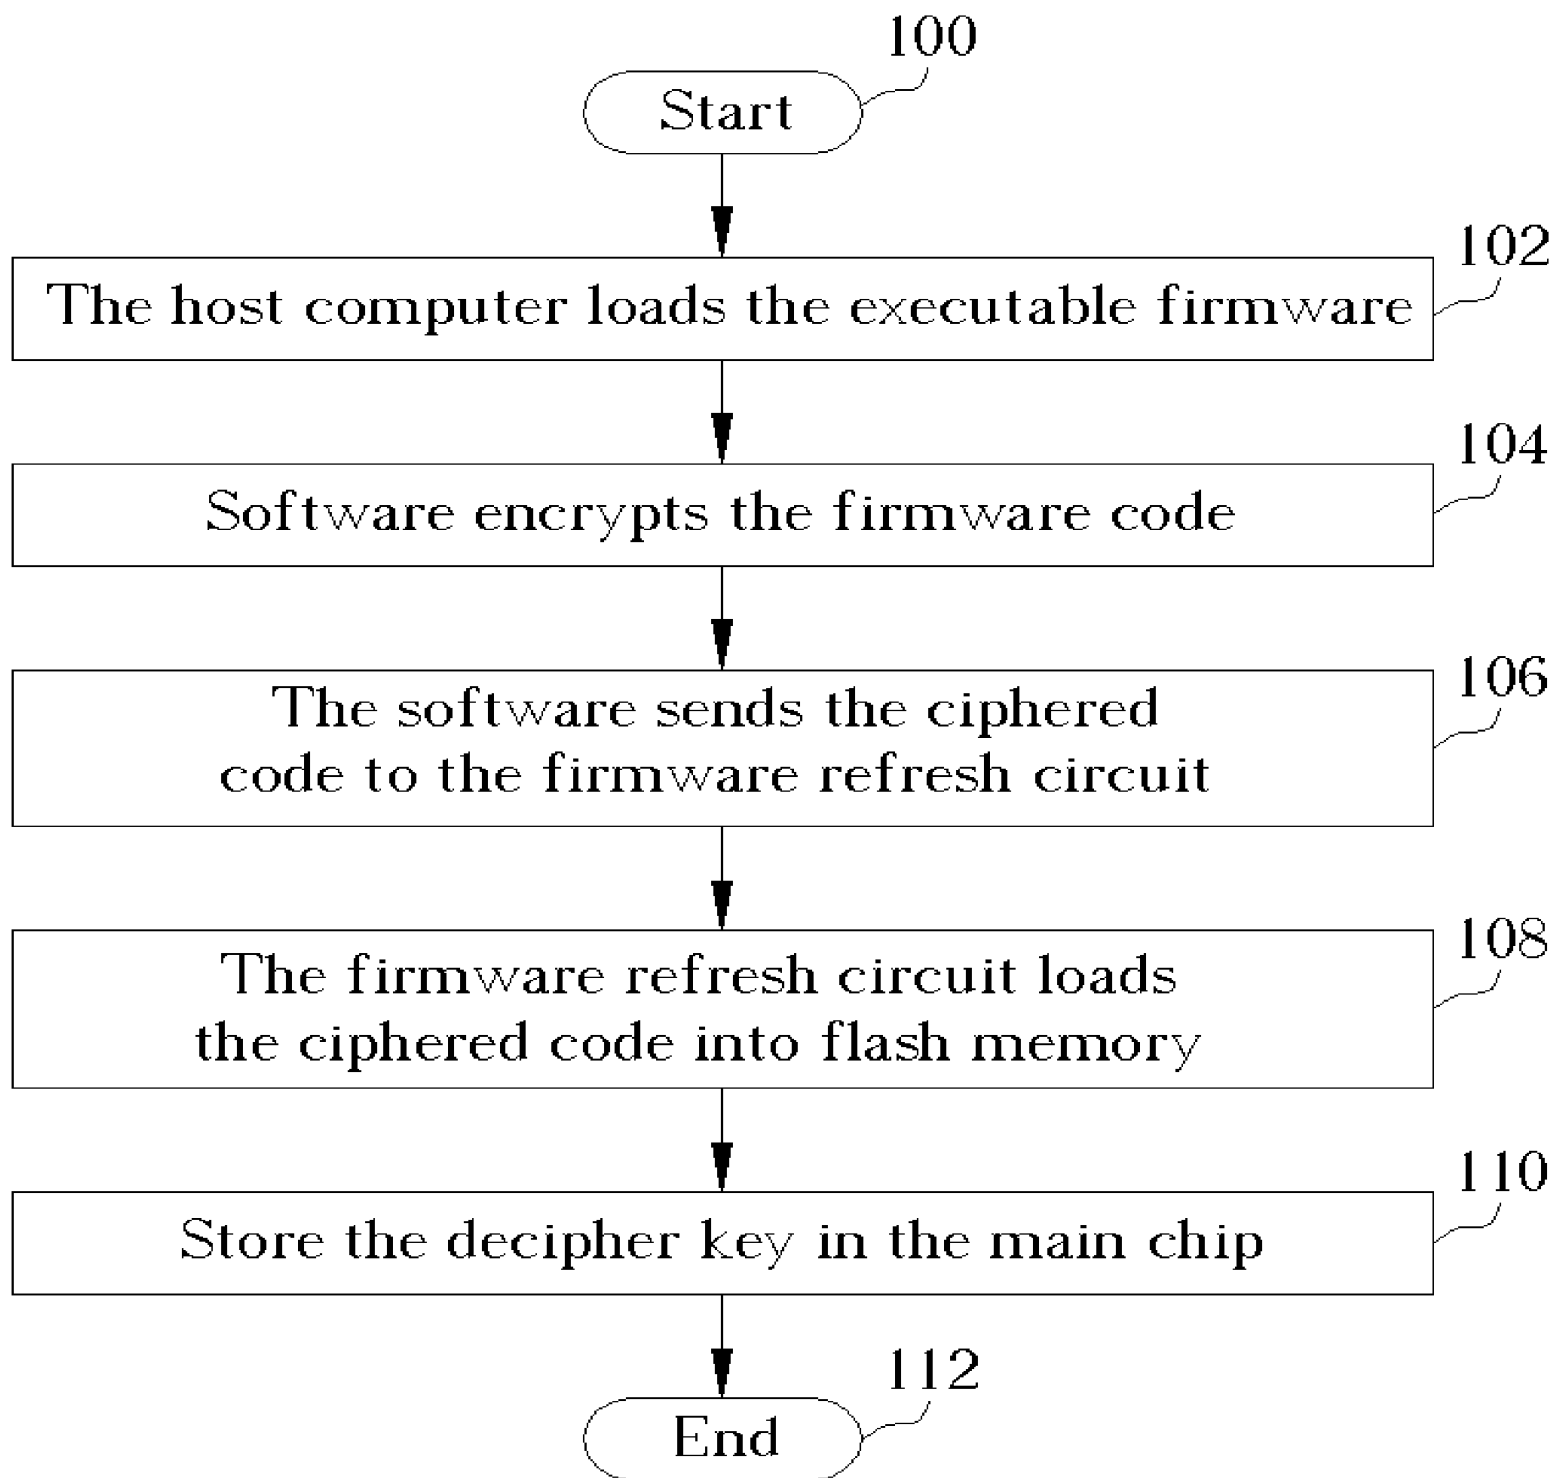 100
Start
102
The host computer loads the executable firmware
104
Software encrypts the firmware code
106
The software sends the ciphered
code to the firmware refresh circuit
108
The firmware refresh circuit loads
the ciphered code into flash memory
110
Store the decipher key in the main chip
112
End